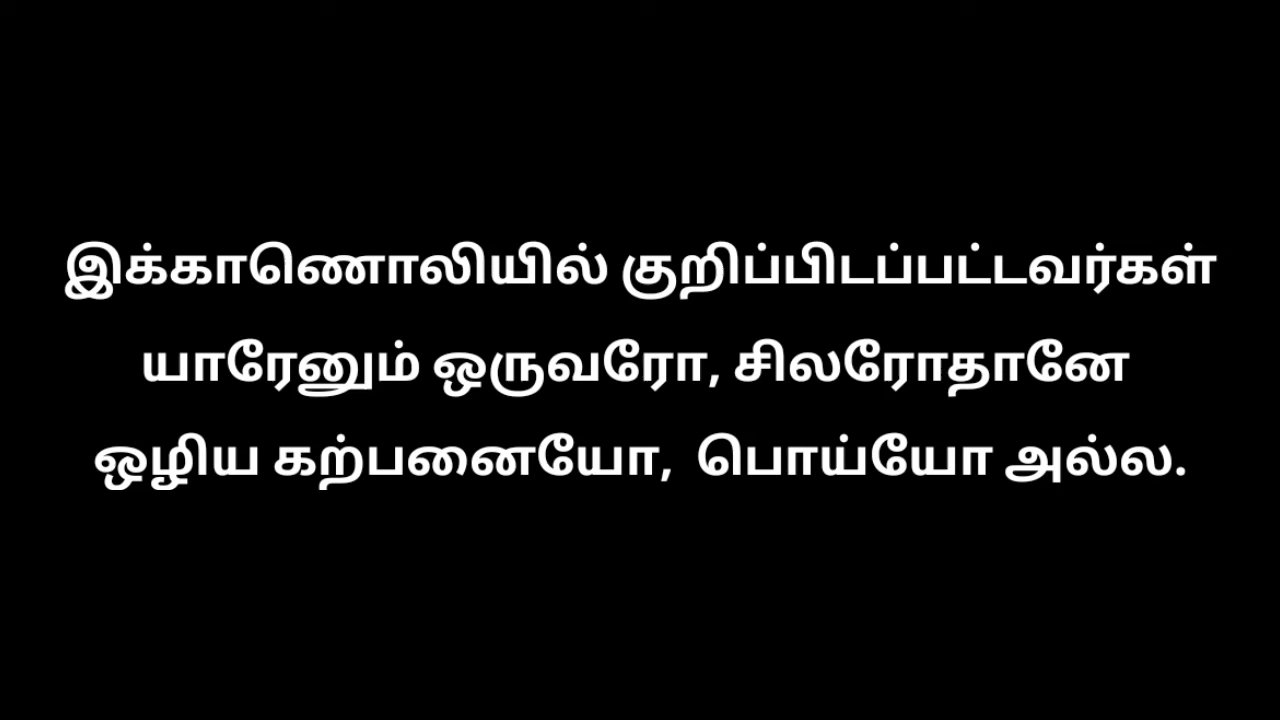 இக்காணொலியில் குறிப்பிடப்பட்டவர்கள்
யாரேனும் ஒருவரோ, சிலரோதானே
ஒழிய கற்பனையோ, பொய்யோ அல்ல.